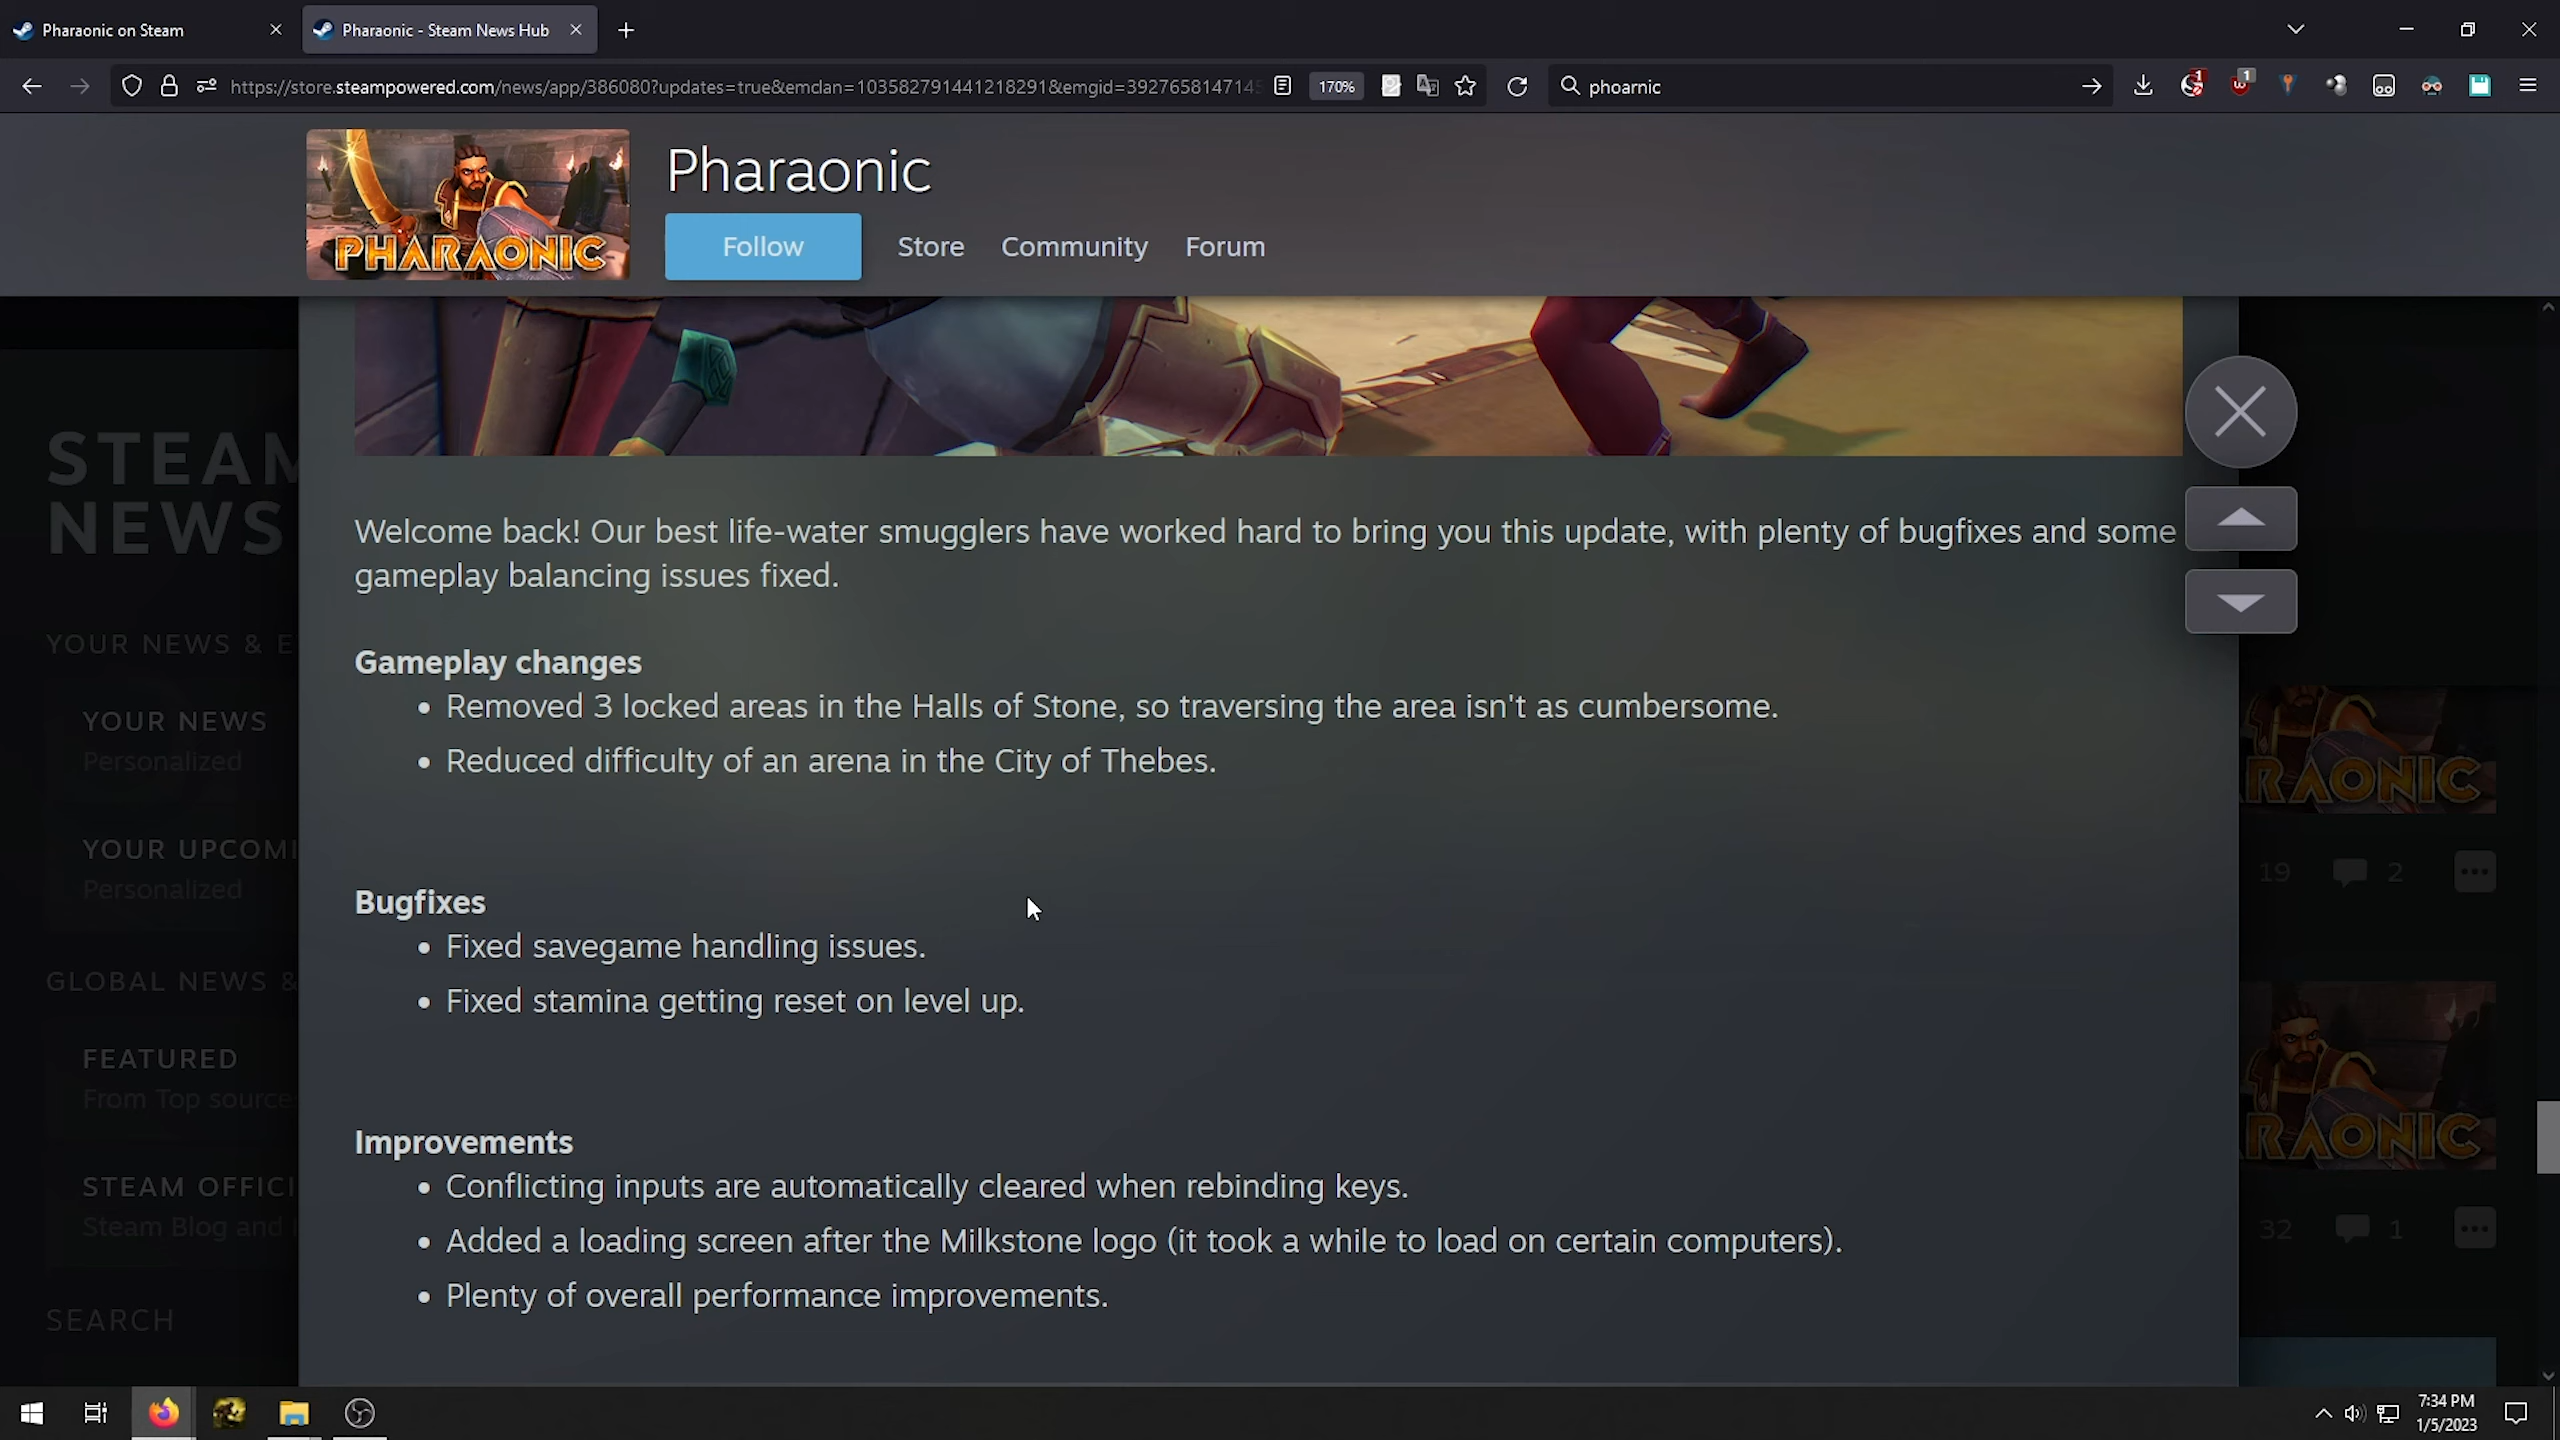 Pharaonic on Steam
Pharaonic - Steam News Hub
https://store.steampowered.com/news/app/386080?updates=true&emclan=103582791441218291&emgid=3927658147145
170%
phoarnic
1
1
PHARAONIC
Pharaonic
Follow
Store
Community
Forum
STEAM
NEWS
YOUR NEWS & E
YOUR NEWS
Personalized
YOUR UPCOMI
Personalized
GLOBAL NEWS &
FEATURED
From Top source
STEAM OFFICI
Steam Blog and
SEARCH
Welcome back! Our best life-water smugglers have worked hard to bring you this update, with plenty of bugfixes and some
gameplay balancing issues fixed.
Gameplay changes
• Removed 3 locked areas in the Halls of Stone, so traversing the area isn't as cumbersome.
• Reduced difficulty of an arena in the City of Thebes.
Bugfixes
• Fixed savegame handling issues.
• Fixed stamina getting reset on level up.
Improvements
• Conflicting inputs are automatically cleared when rebinding keys.
• Added a loading screen after the Milkstone logo (it took a while to load on certain computers).
• Plenty of overall performance improvements.
RAONIC
19
2
RAONIC
32
1
7:34 PM
1/5/2023